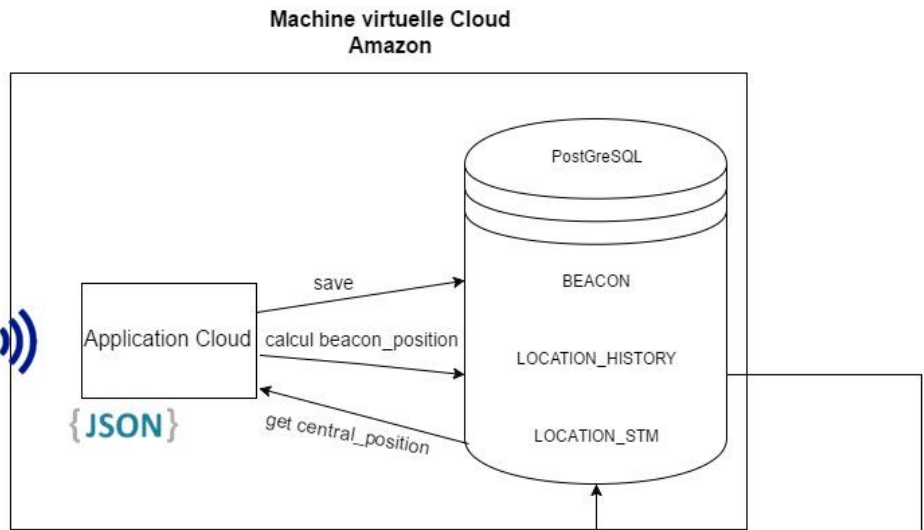 Machine virtuelle Cloud
Amazon
PostGreSQL
save
BEACON
Application Cloud
calcul beacon_position
LOCATION_HISTORY
{JSON}
get central_position
LOCATION_STM